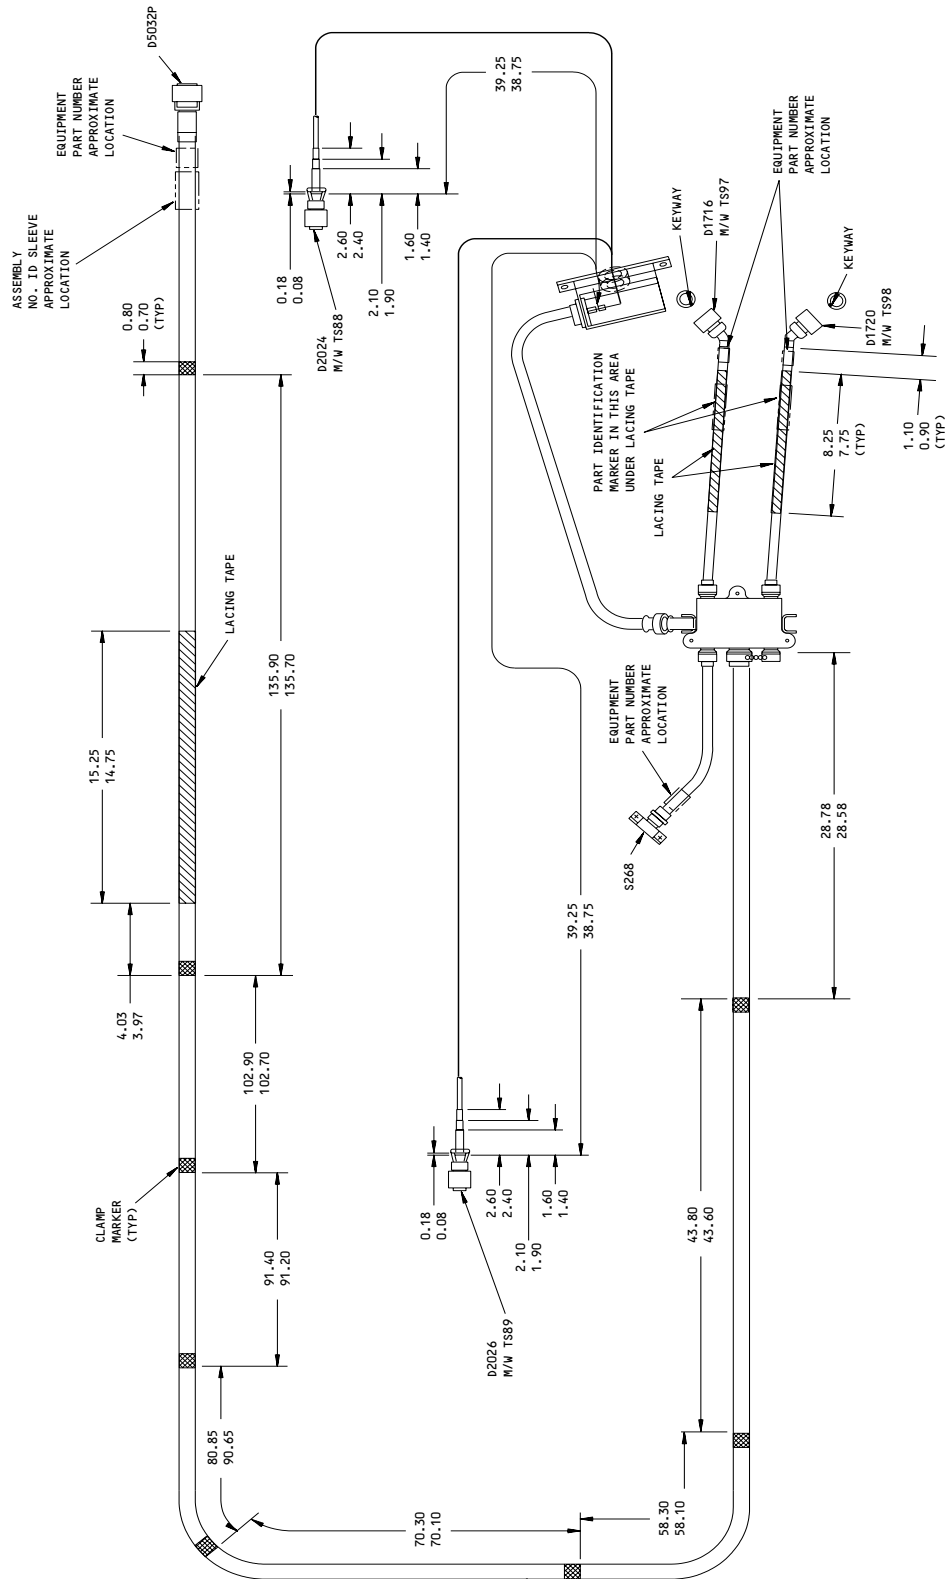 D5032P
EQUIPMENT
PART NUMBER
APPROXIMATE
LOCATION
ASSEMBLY
NO. ID SLEEVE
APPROXIMATE
LOCATION
0.80
0.70
(TYP)
LACING TAPE
15.25
14.75
135.90
135.70
4.03
3.97
102.90
102.70
CLAMP
MARKER
(TYP)
91.40
91.20
80.85
90.65
70.30
70.10
58.30
58.10
43.80
43.60
28.78
28.58
39.25
38.75
0.18
0.08
2.60
2.40
2.10
1.90
1.60
1.40
D2024
M/W TS88
39.25
38.75
0.18
0.08
2.60
2.40
2.10
1.90
1.60
1.40
D2026
M/W TS89
EQUIPMENT
PART NUMBER
APPROXIMATE
LOCATION
KEYWAY
D1716
M/W TS97
KEYWAY
D1720
M/W TS98
PART IDENTIFICATION
MARKER IN THIS AREA
UNDER LACING TAPE
LACING TAPE
8.25
7.75
(TYP)
1.10
0.90
(TYP)
EQUIPMENT
PART NUMBER
APPROXIMATE
LOCATION
S268